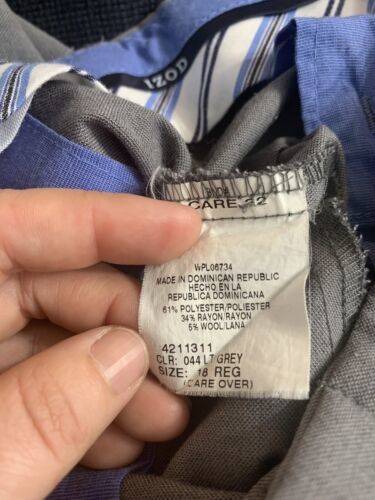 IZOD
CARE 22
WPL06734
MADE IN DOMINICAN REPUBLIC
HECHO EN LA
REPUBLICA DOMINICANA
61% POLYESTER/POLIESTER
34% RAYON/RAYON
5% WOOL/LANA
4211311
CLR: 044 LT/GREY
SIZE: 18 REG
(CARE OVER)